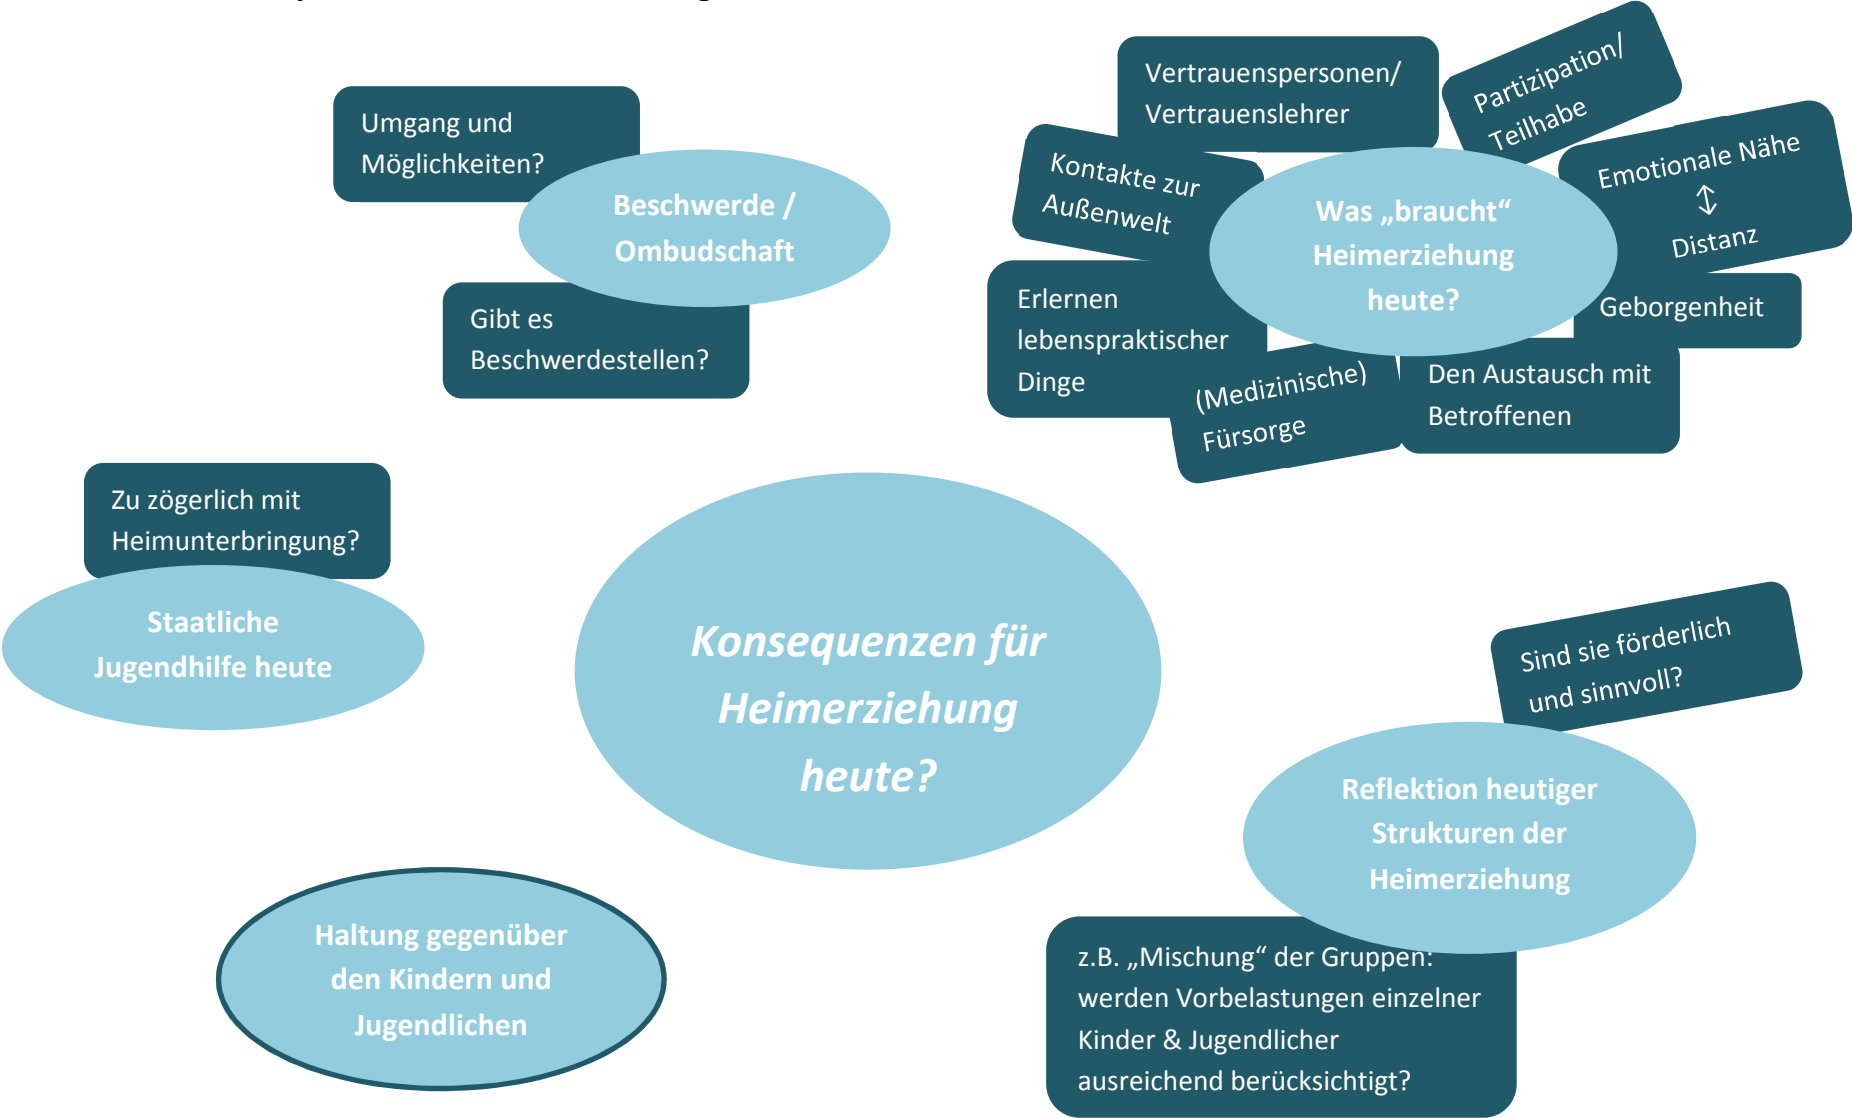 Umgang und
Möglichkeiten?
Beschwerde /
Ombudschaft
Gibt es
Beschwerdestellen?
Vertrauenspersonen/
Vertrauenslehrer
Partizipation/
Teilhabe
Kontakte zur
Außenwelt
Emotionale Nähe
↕
Distanz
Was „braucht“
Heimerziehung
heute?
Erlernen
lebenspraktischer
Dinge
Geborgenheit
(Medizinische)
Fürsorge
Den Austausch mit
Betroffenen
Zu zögerlich mit
Heimunterbringung?
Staatliche
Jugendhilfe heute
Konsequenzen für
Heimerziehung
heute?
Sind sie förderlich
und sinnvoll?
Reflektion heutiger
Strukturen der
Heimerziehung
Haltung gegenüber
den Kindern und
Jugendlichen
z.B. „Mischung“ der Gruppen:
werden Vorbelastungen einzelner
Kinder & Jugendlicher
ausreichend berücksichtigt?